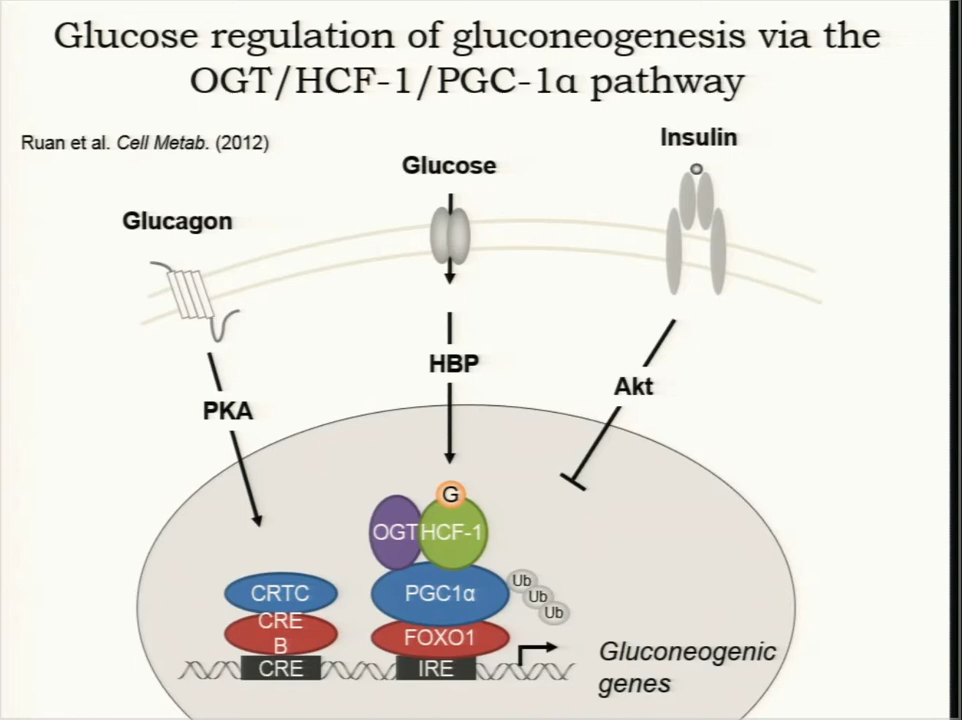 Glucose regulation of gluconeogenesis via the
OGT/HCF-1/PGC-1α pathway
Ruan et al. Cell Metab. (2012)
Insulin
Glucose
Glucagon
HBP
Akt
PKA
G
OGT HCF-1
Ub
Ub
Ub
CRTC
PGC1α
CRE
B
FOXO1
CRE
IRE
Gluconeogenic
genes